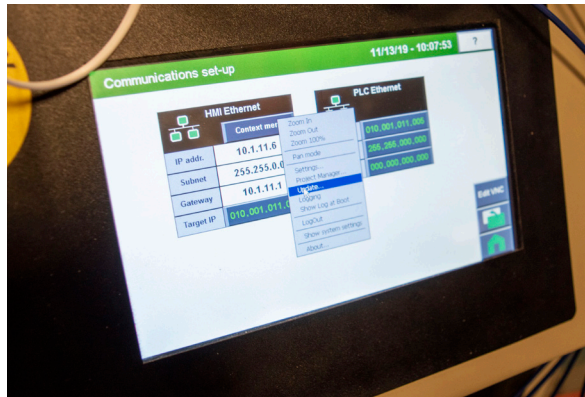 Communications set-up
11/13/19 - 10:07:53
?
HMI Ethernet
Context men
IP addr.
10.1.11.6
Subnet
255.255.0.0
Gateway
10.1.11.1
Target IP
010.001.011.0
PLC Ethernet
010.001.011.005
255.255.000.000
000.000.000.000
Zoom In
Zoom Out
Zoom 100%
Pan mode
Settings...
Project Manager...
Update...
Logging
Show Log at Boot
LogOut
Show system settings
About...
Edit VNC